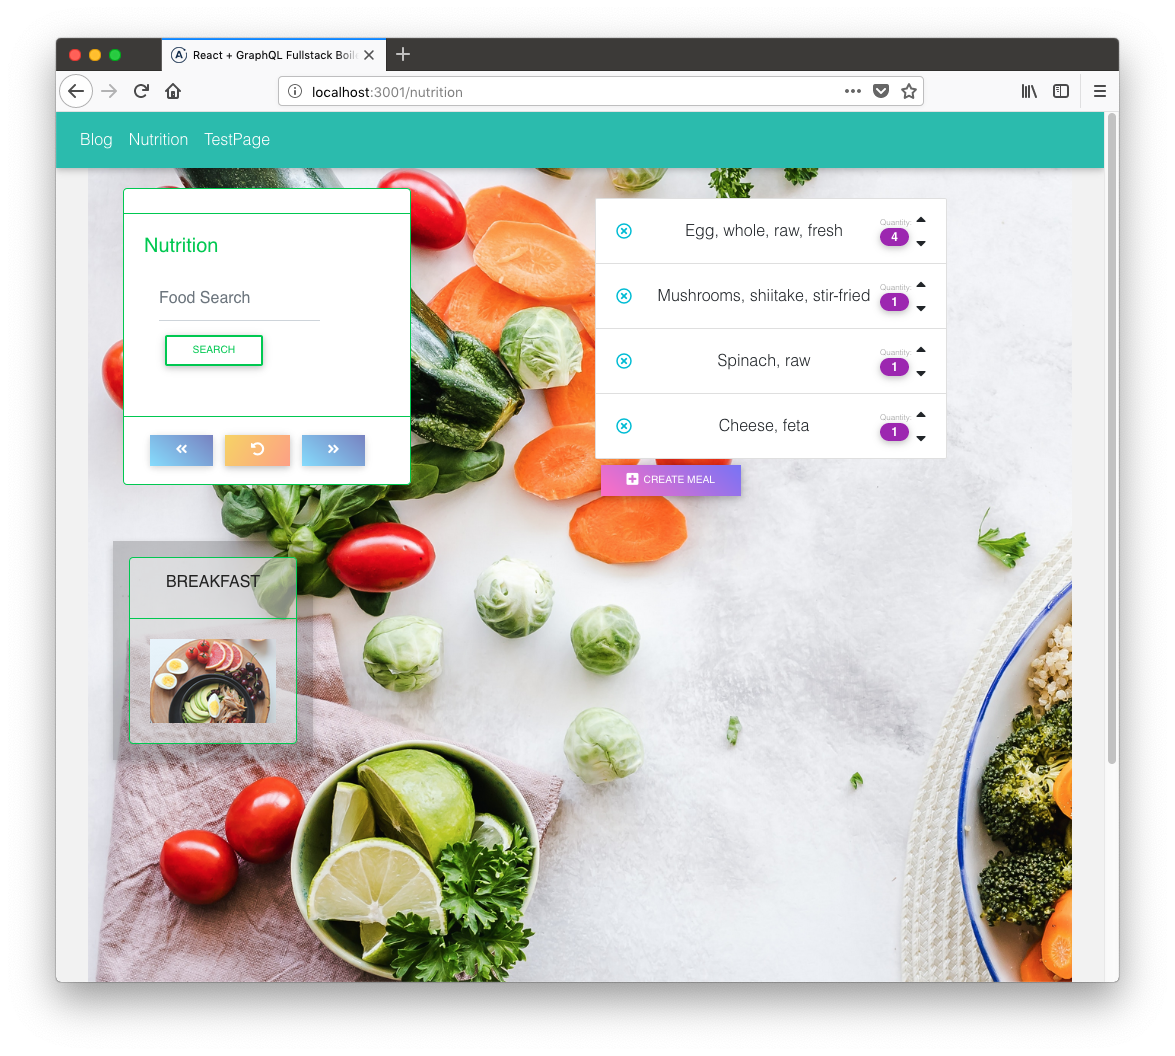 React + GraphQL Fullstack Boil
localhost:3001/nutrition
Blog Nutrition TestPage
Nutrition
Food Search
SEARCH
Egg, whole, raw, fresh
Quantity:
4
Mushrooms, shiitake, stir-fried
Quantity:
1
Spinach, raw
Quantity:
1
Cheese, feta
Quantity:
1
CREATE MEAL
BREAKFAST